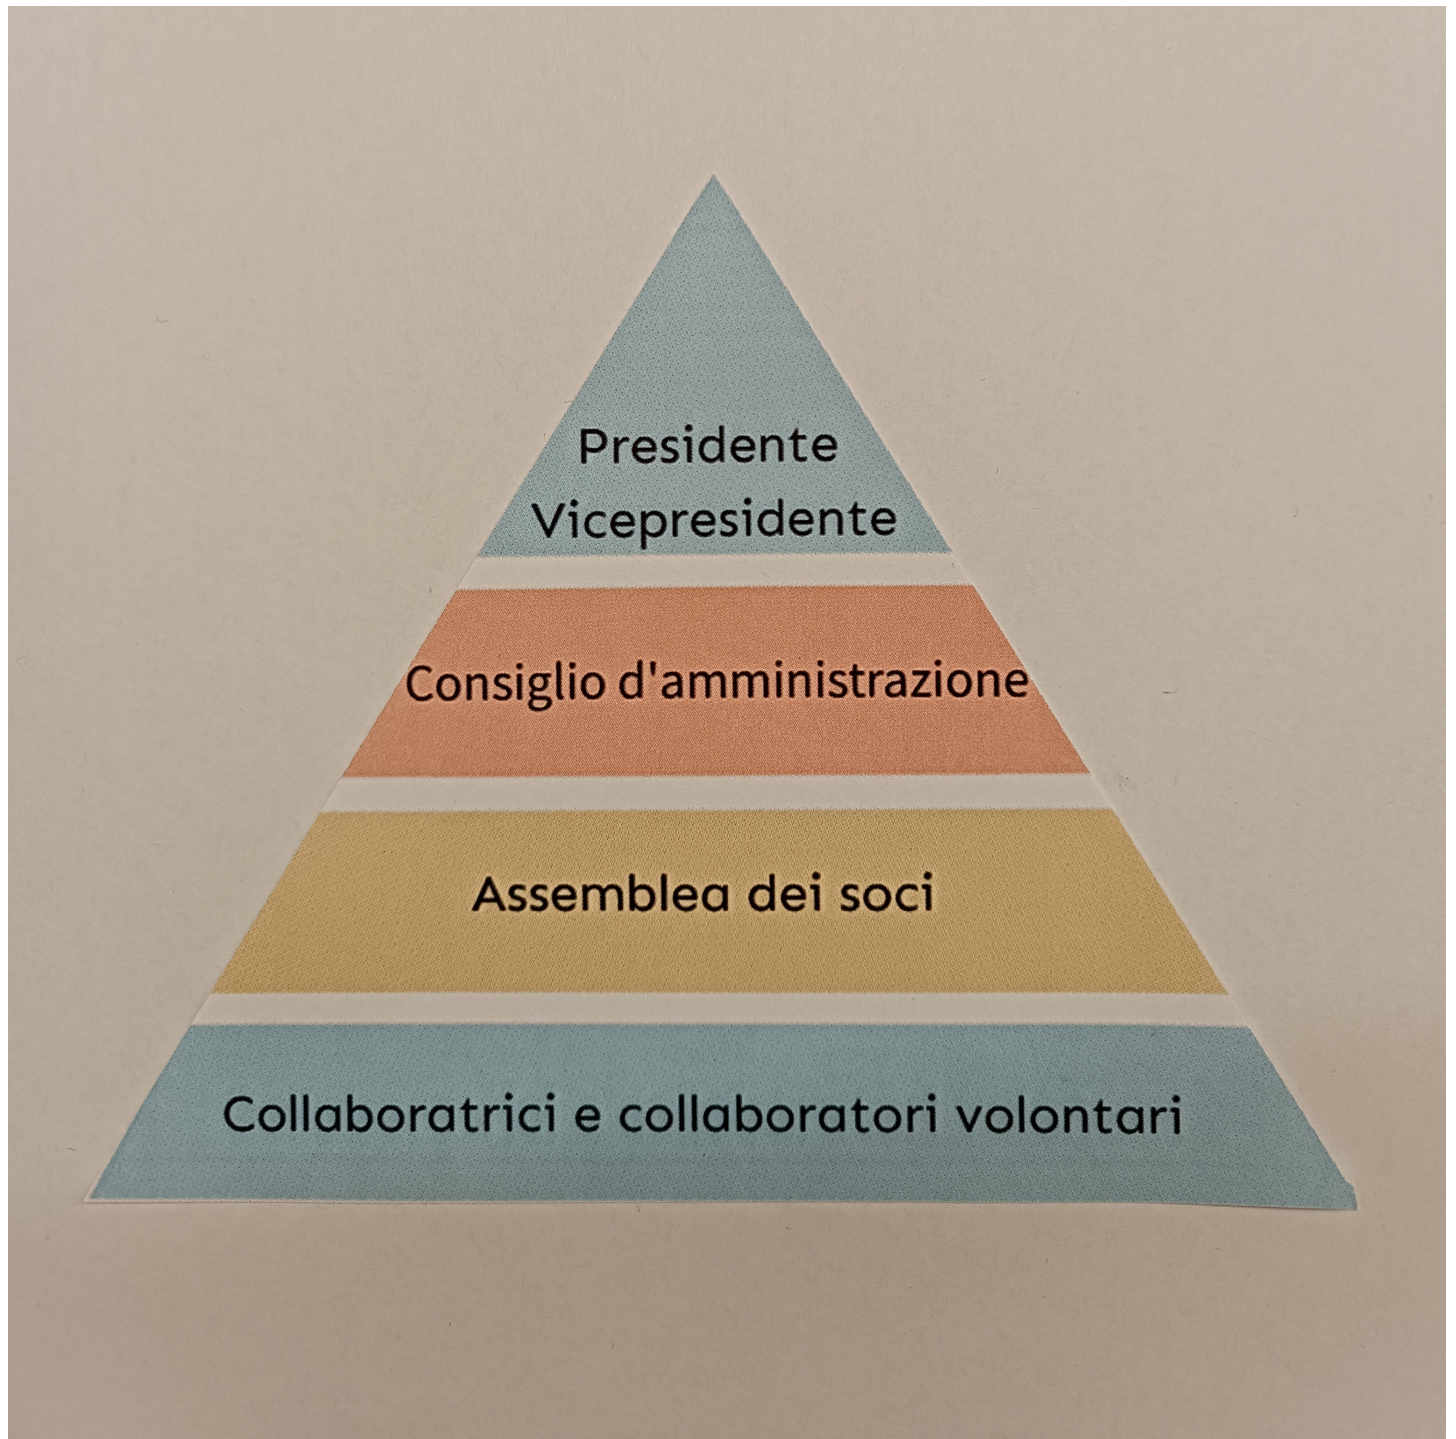 Presidente
Vicepresidente
Consiglio d'amministrazione
Assemblea dei soci
Collaboratrici e collaboratori volontari